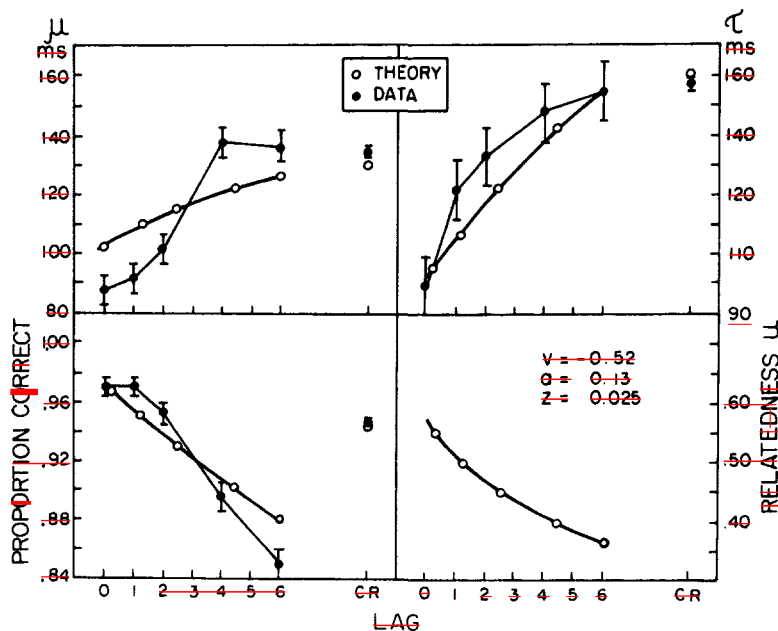 μ
ms
160
140
120
100
80
τ
ms
160
140
120
110
90
THEORY
DATA
PROPORTION CORRECT
1.00
.96
.92
.88
.84
V = -0.52
a = 0.13
Z = 0.025
.60
.50
.40
RELATEDNESS u
0 1 2 3 4 5 6 CR
0 1 2 3 4 5 6 CR
LAG